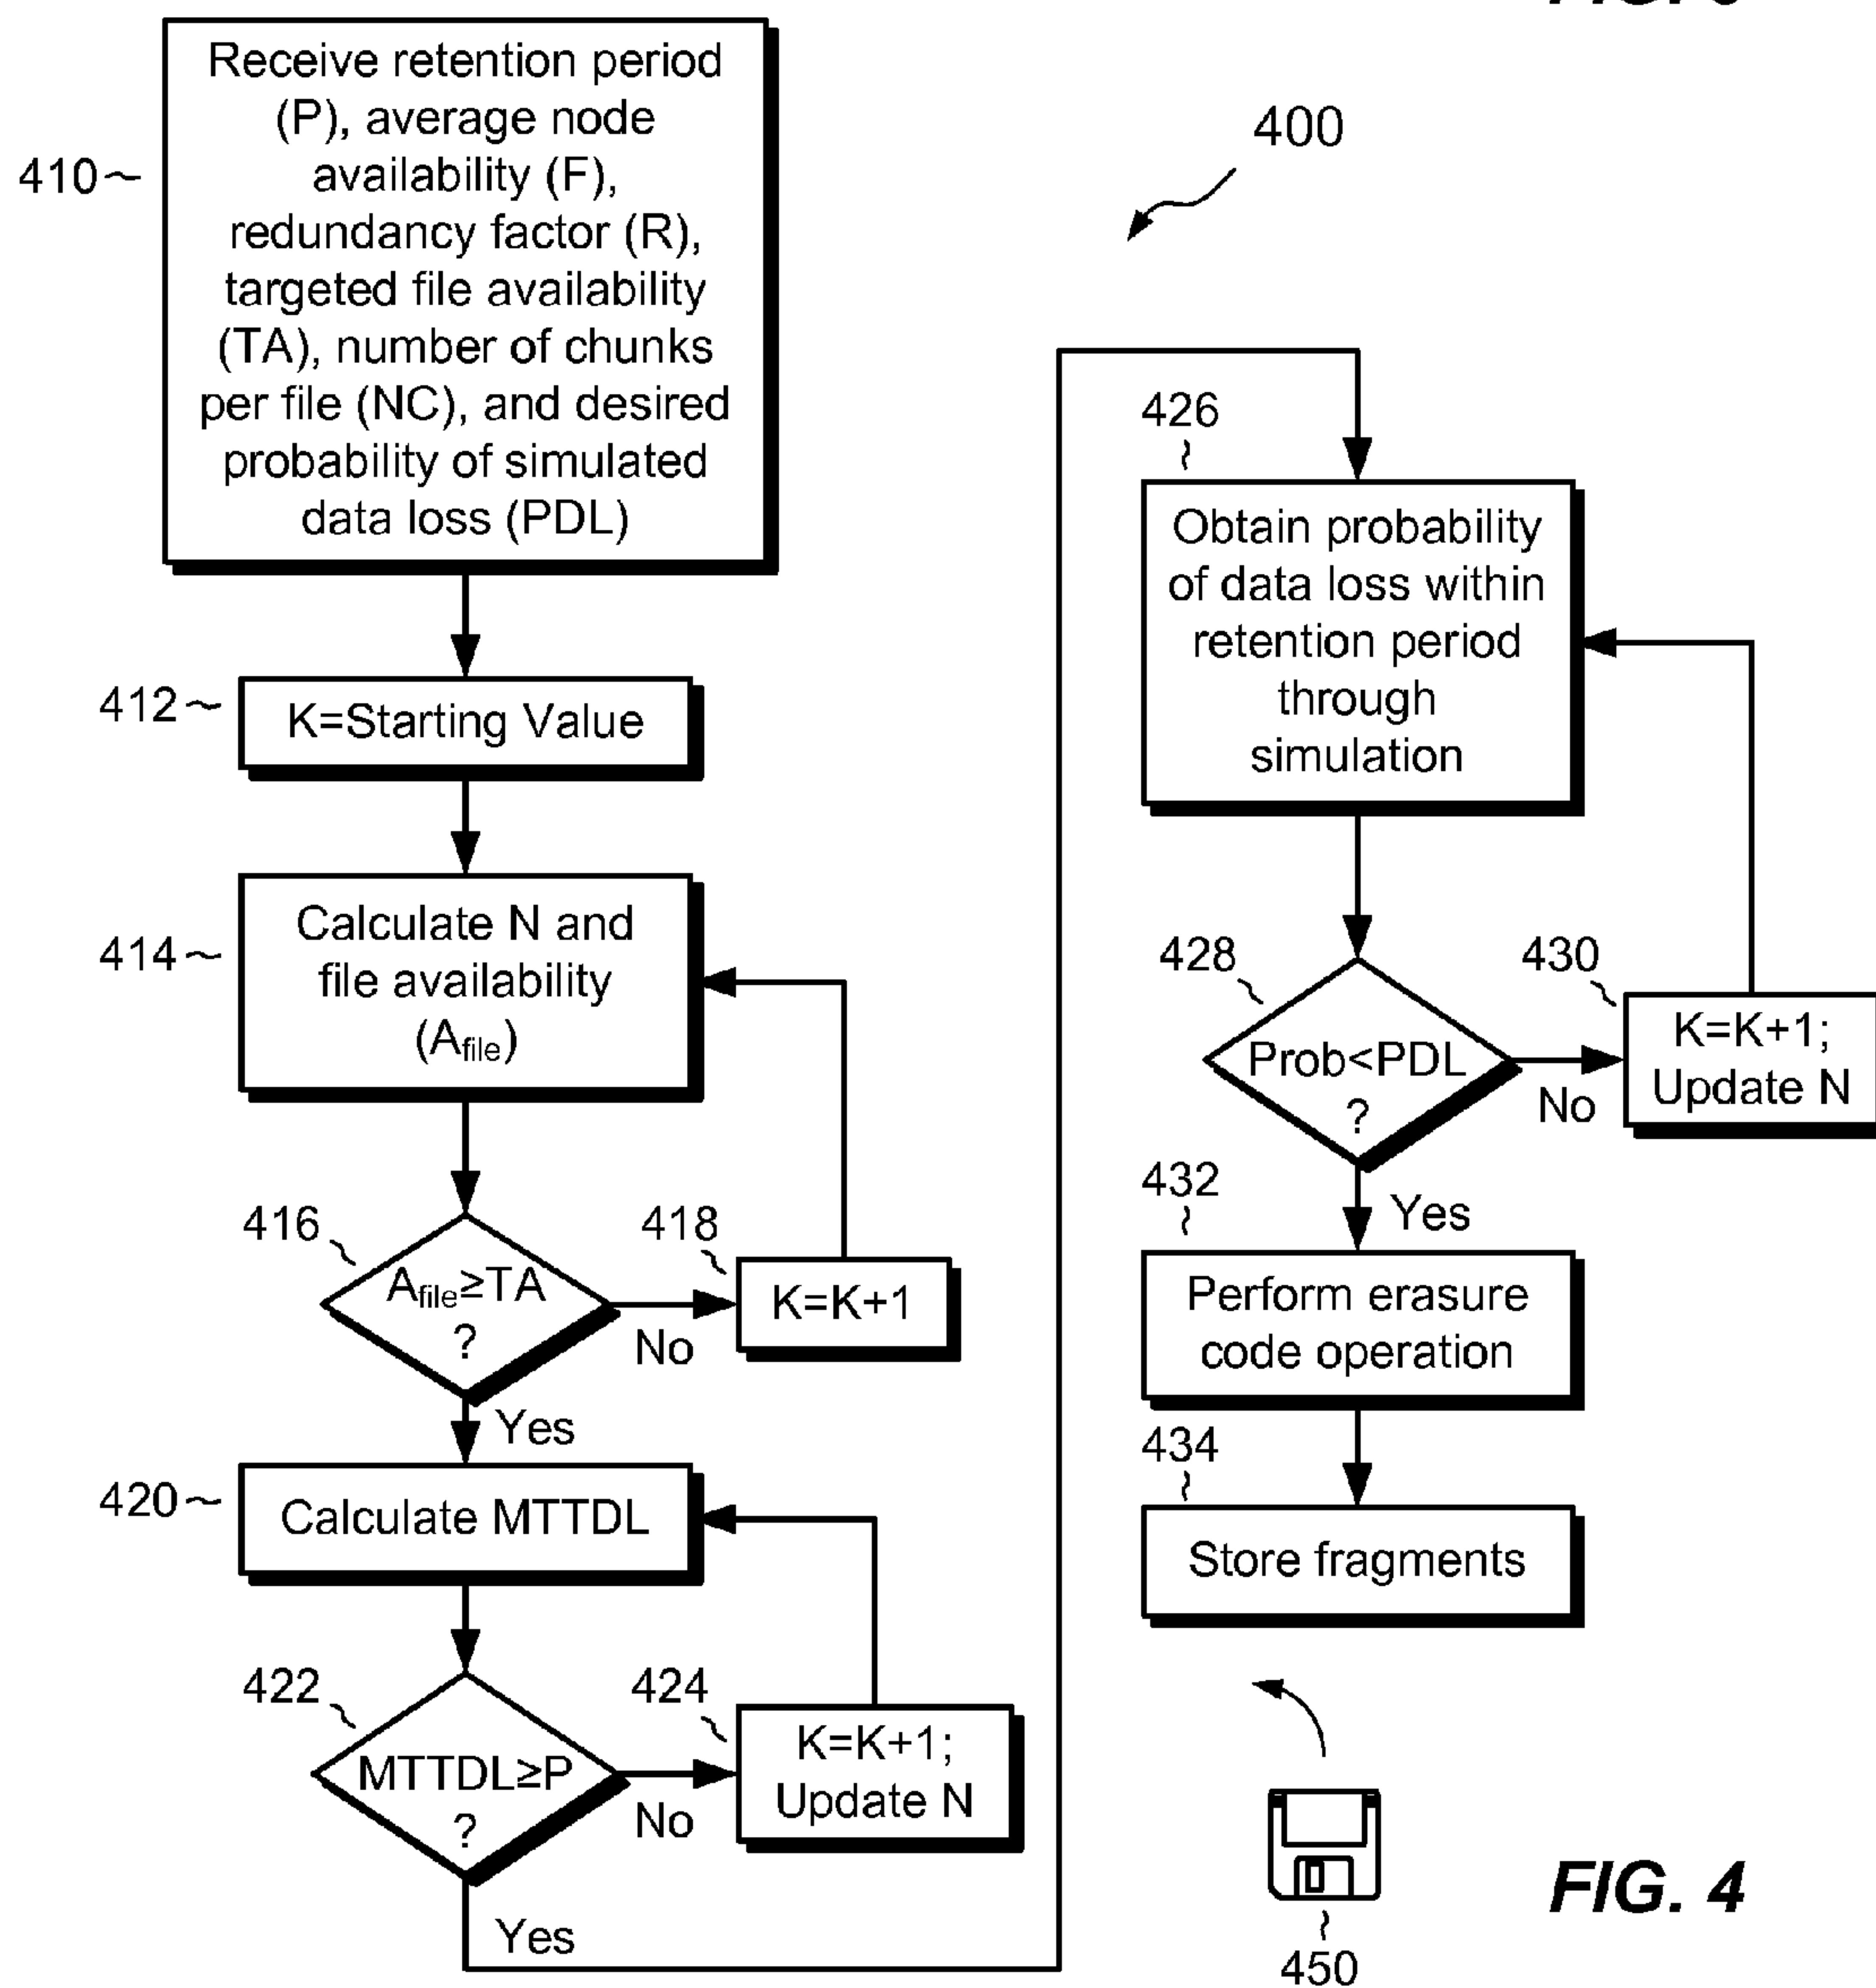 400
410
Receive retention period
(P), average node
availability (F),
redundancy factor (R),
targeted file availability
(TA), number of chunks
per file (NC), and desired
probability of simulated
data loss (PDL)
412
K=Starting Value
414
Calculate N and
file availability
(Afile)
416
Afile≥TA
?
No
418
K=K+1
Yes
420
Calculate MTTDL
422
MTTDL≥P
?
No
424
K=K+1;
Update N
Yes
426
Obtain probability
of data loss within
retention period
through
simulation
428
Prob<PDL
?
No
430
K=K+1;
Update N
Yes
432
Perform erasure
code operation
434
Store fragments
450
FIG. 4